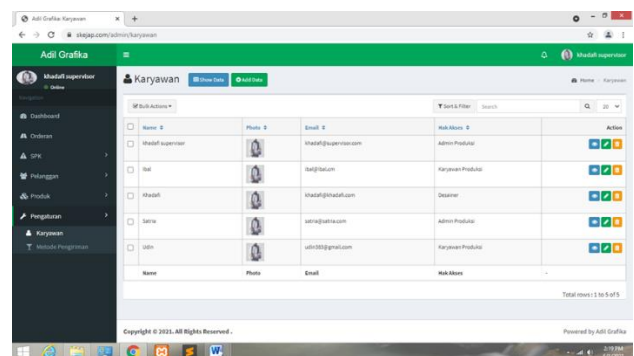 Adil Grafika Karyawan
skejap.com/admin/karyawan
Adil Grafika
khadafi supervisor
khadafi supervisor
Online
Navigation
Karyawan
Show Data
Add Data
Home
Karyawan
Dashboard
Orderan
SPK
Pelanggan
Produk
Pengaturan
Karyawan
Metode Pengiriman
Bulk Actions
Sort & Filter
Search
20
Name
Photo
Email
Hak Akses
Action
khadafi supervisor
khadafi@supervisor.com
Admin Produksi
ibal
ibal@ibal.com
Karyawan Produksi
Khadafi
khadafi@khadafi.com
Desainer
Satria
satria@satria.com
Admin Produksi
Udin
udin363@gmail.com
Karyawan Produksi
Name
Photo
Email
Hak Akses
-
Total rows : 1 to 5 of 5
Copyright © 2021. All Rights Reserved .
Powered by Adil Grafika